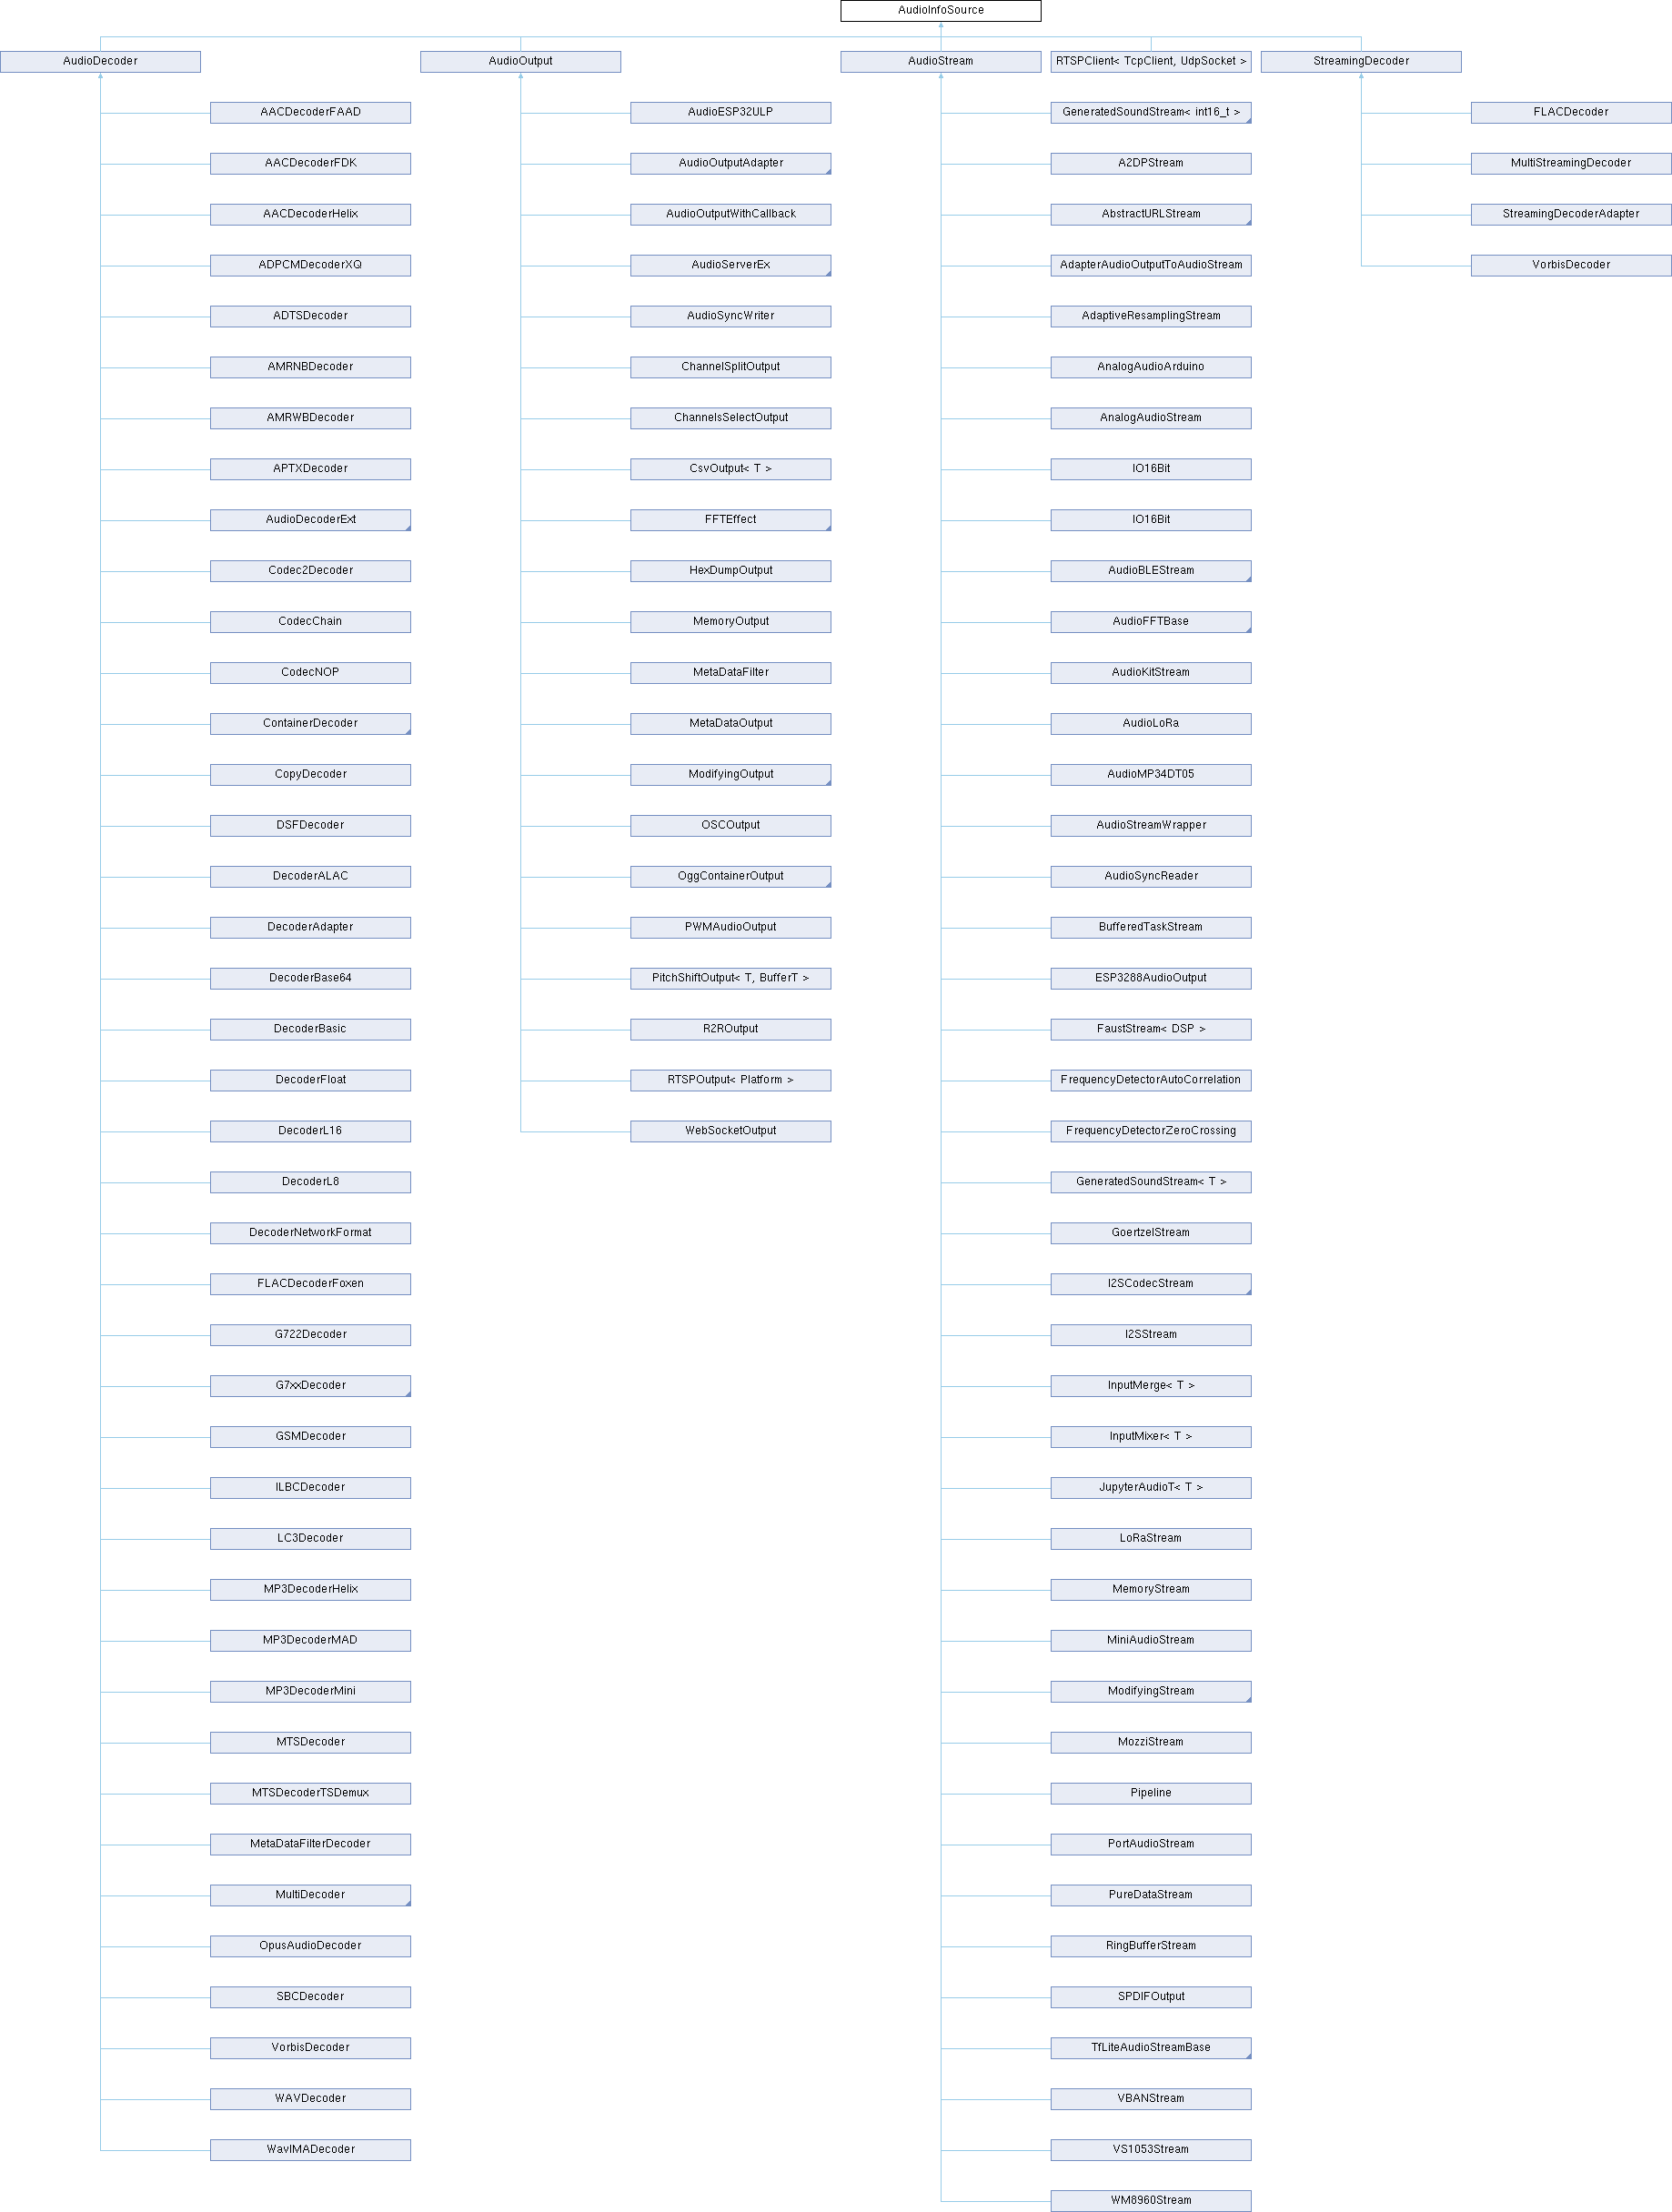 AudioInfoSource
AudioDecoder
AudioOutput
AudioStream
RTSPClient< TcpClient, UdpSocket >
StreamingDecoder
AACDecoderFAAD
AACDecoderFDK
AACDecoderHelix
ADPCMDecoderXQ
ADTSDecoder
AMRNBDecoder
AMRWBDecoder
APTXDecoder
AudioDecoderExt
Codec2Decoder
CodecChain
CodecNOP
ContainerDecoder
CopyDecoder
DSFDecoder
DecoderALAC
DecoderAdapter
DecoderBase64
DecoderBasic
DecoderFloat
DecoderL16
DecoderL8
DecoderNetworkFormat
FLACDecoderFoxen
G722Decoder
G7xxDecoder
GSMDecoder
ILBCDecoder
LC3Decoder
MP3DecoderHelix
MP3DecoderMAD
MP3DecoderMini
MTSDecoder
MTSDecoderTSDemux
MetaDataFilterDecoder
MultiDecoder
OpusAudioDecoder
SBCDecoder
VorbisDecoder
WAVDecoder
WavIMADecoder
AudioESP32ULP
AudioOutputAdapter
AudioOutputWithCallback
AudioServerEx
AudioSyncWriter
ChannelSplitOutput
ChannelsSelectOutput
CsvOutput< T >
FFTEffect
HexDumpOutput
MemoryOutput
MetaDataFilter
MetaDataOutput
ModifyingOutput
OSCOutput
OggContainerOutput
PWMAudioOutput
PitchShiftOutput< T, BufferT >
R2ROutput
RTSPOutput< Platform >
WebSocketOutput
GeneratedSoundStream< int16_t >
A2DPStream
AbstractURLStream
AdapterAudioOutputToAudioStream
AdaptiveResamplingStream
AnalogAudioArduino
AnalogAudioStream
IO16Bit
IO16Bit
AudioBLEStream
AudioFFTBase
AudioKitStream
AudioLoRa
AudioMP34DT05
AudioStreamWrapper
AudioSyncReader
BufferedTaskStream
ESP3288AudioOutput
FaustStream< DSP >
FrequencyDetectorAutoCorrelation
FrequencyDetectorZeroCrossing
GeneratedSoundStream< T >
GoertzelStream
I2SCodecStream
I2SStream
InputMerge< T >
InputMixer< T >
JupyterAudioT< T >
LoRaStream
MemoryStream
MiniAudioStream
ModifyingStream
MozziStream
Pipeline
PortAudioStream
PureDataStream
RingBufferStream
SPDIFOutput
TfLiteAudioStreamBase
VBANStream
VS1053Stream
WM8960Stream
FLACDecoder
MultiStreamingDecoder
StreamingDecoderAdapter
VorbisDecoder